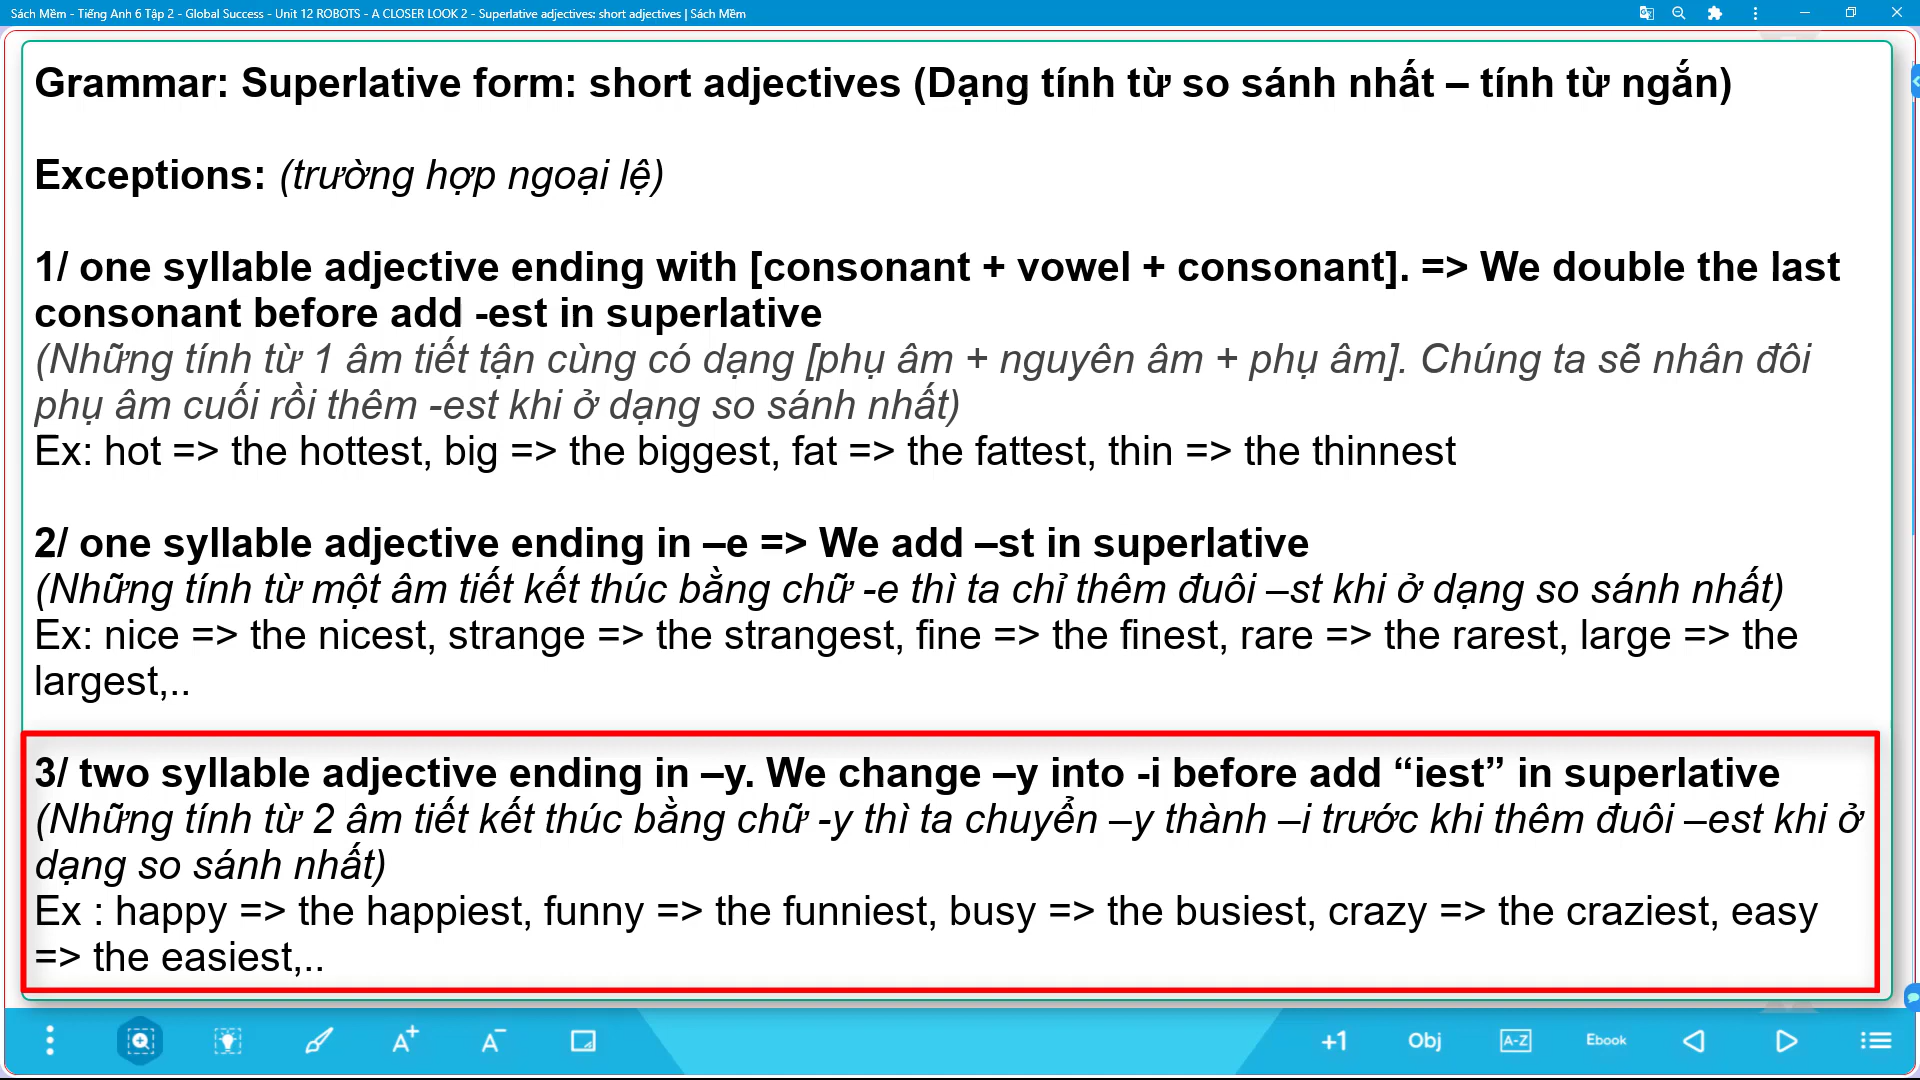 Sách Mềm - Tiếng Anh 6 Tập 2 - Global Success - Unit 12 ROBOTS - A CLOSER LOOK 2 - Superlative adjectives: short adjectives | Sách Mềm
Grammar: Superlative form: short adjectives (Dạng tính từ so sánh nhất – tính từ ngắn)
Exceptions: (trường hợp ngoại lệ)
1/ one syllable adjective ending with [consonant + vowel + consonant]. => We double the last
consonant before add -est in superlative
(Những tính từ 1 âm tiết tận cùng có dạng [phụ âm + nguyên âm + phụ âm]. Chúng ta sẽ nhân đôi
phụ âm cuối rồi thêm -est khi ở dạng so sánh nhất)
Ex: hot => the hottest, big => the biggest, fat => the fattest, thin => the thinnest
2/ one syllable adjective ending in –e => We add –st in superlative
(Những tính từ một âm tiết kết thúc bằng chữ -e thì ta chỉ thêm đuôi –st khi ở dạng so sánh nhất)
Ex: nice => the nicest, strange => the strangest, fine => the finest, rare => the rarest, large => the
largest,..
3/ two syllable adjective ending in –y. We change –y into -i before add “iest” in superlative
(Những tính từ 2 âm tiết kết thúc bằng chữ -y thì ta chuyển –y thành –i trước khi thêm đuôi –est khi ở
dạng so sánh nhất)
Ex : happy => the happiest, funny => the funniest, busy => the busiest, crazy => the craziest, easy
=> the easiest,..
A+ A- +1 Obj A-Z Ebook